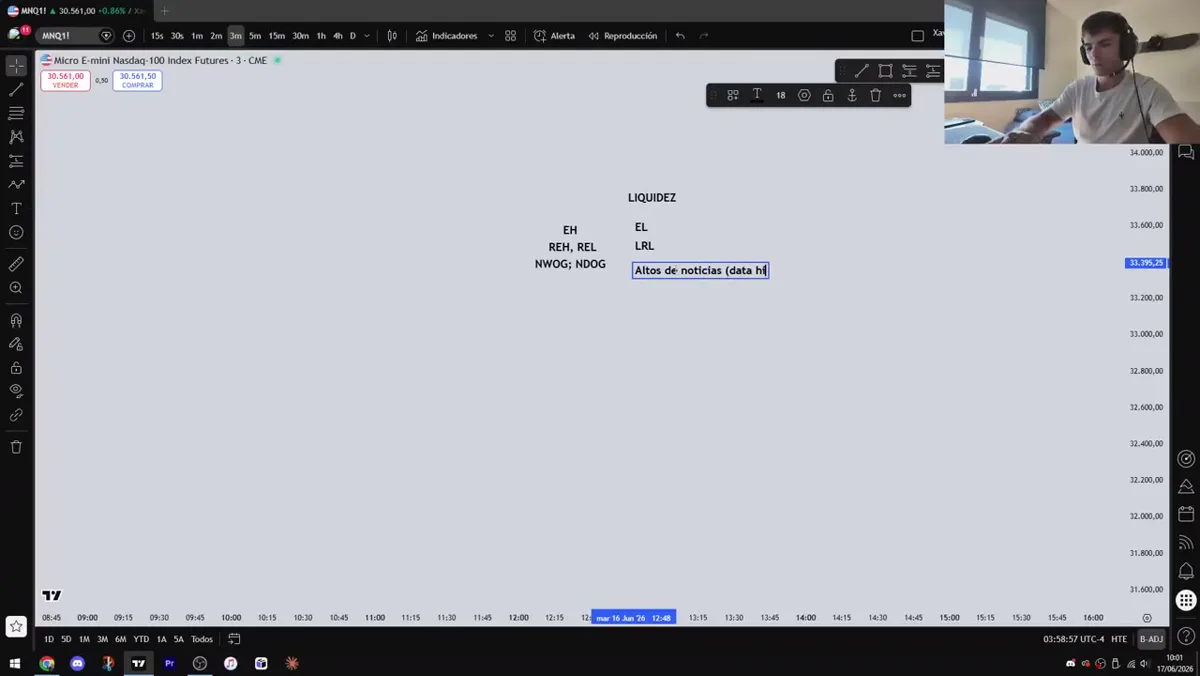 MNQ1! ▲ 30.561,00 +0.86% / Xa
11
MNQ1!
15s 30s 1m 2m 3m 5m 15m 30m 1h 4h D
Indicadores
Alerta
Reproducción
Xa
Micro E-mini Nasdaq-100 Index Futures · 3 · CME
30.561,00
VENDER
0,50
30.561,50
COMPRAR
18
LIQUIDEZ
EH
EL
REH, REL
LRL
NWOG; NDOG
Altos de noticias (data hi
34.000,00
33.800,00
33.600,00
33.395,25
33.200,00
33.000,00
32.800,00
32.600,00
32.400,00
32.200,00
32.000,00
31.800,00
31.600,00
08:45 09:00 09:15 09:30 09:45 10:00 10:15 10:30 10:45 11:00 11:15 11:30 11:45 12:00 12:15 12: mar 16 Jun '26 12:48 13:15 13:30 13:45 14:00 14:15 14:30 14:45 15:00 15:15 15:30 15:45 16:00
1D 5D 1M 3M 6M YTD 1A 5A Todos
03:58:57 UTC-4 HTE B-ADJ
Pr
10:01
17/06/2026